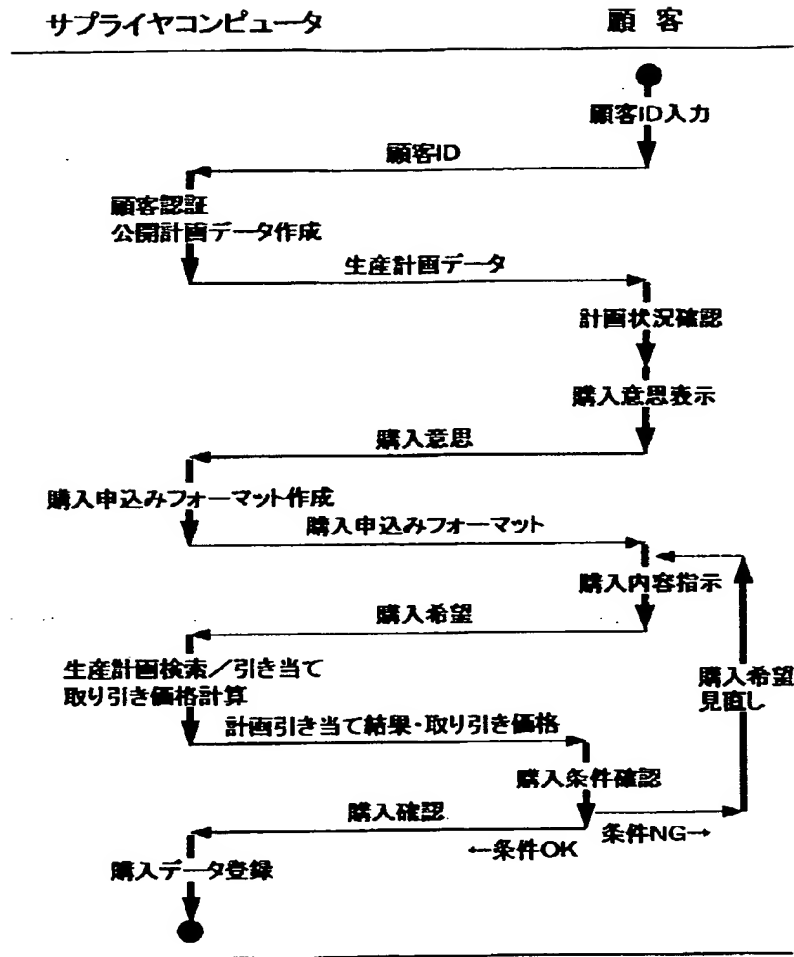 サプライヤコンピュータ
顧 客
顧客ID入力
顧客ID
顧客認証
公開計画データ作成
生産計画データ
計画状況確認
購入意思表示
購入意思
購入申込みフォーマット作成
購入申込みフォーマット
購入内容指示
購入希望
生産計画検索／引き当て
取り引き価格計算
購入希望
見直し
計画引き当て結果・取り引き価格
購入条件確認
購入確認
条件NG→
←条件OK
購入データ登録